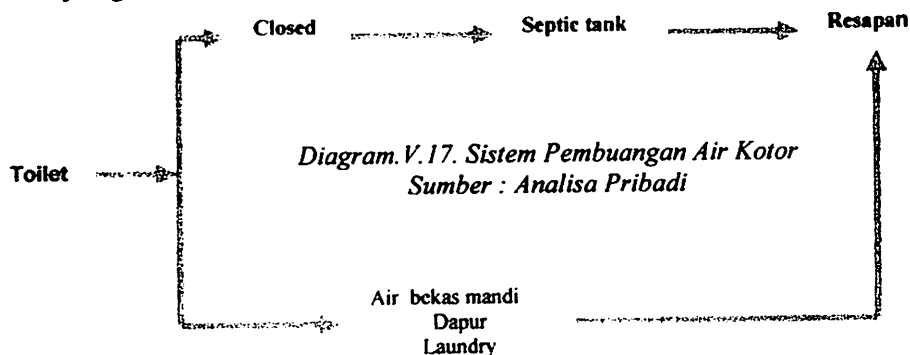 Closed Septic tank Resapan
Toilet
Diagram.V.17. Sistem Pembuangan Air Kotor
Sumber : Analisa Pribadi
Air bekas mandi
Dapur
Laundry